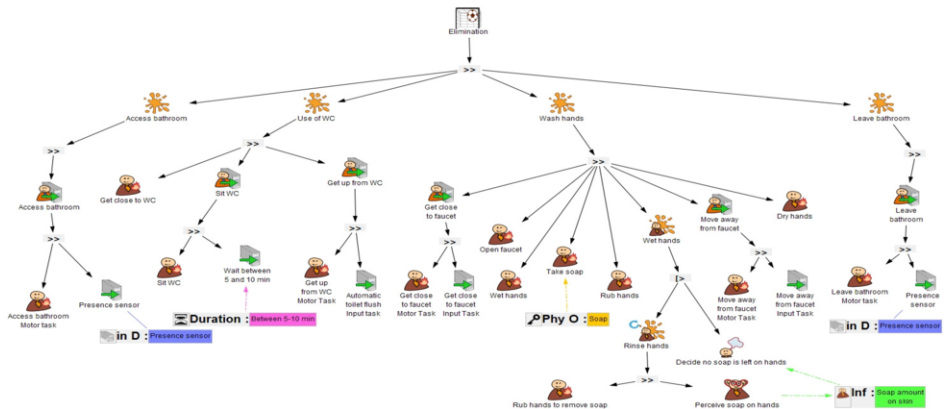 Elimination
>>
Access bathroom
Use of WC
Wash hands
Leave bathroom
>>
>>
>>
>>
Access bathroom
Get close to WC
Sit WC
Get up from WC
Get close
to faucet
Open faucet
Wet hands
Take soap
Rub hands
Wet hands
Move away
from faucet
Dry hands
Leave
bathroom
>>
>>
>>
>>
[>
>>
>>
Access bathroom
Motor task
Presence sensor
Sit WC
Wait between
5 and 10 min
Get up
from WC
Motor Task
Automatic
toilet flush
Input task
Get close
to faucet
Motor Task
Get close
to faucet
Input Task
Rinse hands
Decide no soap is left on hands
Move away
from faucet
Motor Task
Move away
from faucet
Input Task
Leave bathroom
Motor task
Presence
sensor
in D : Presence sensor
Duration : Between 5-10 min
Phy O : Soap
in D : Presence sensor
>>
Rub hands to remove soap
Perceive soap on hands
Inf : Soap amount
on skin